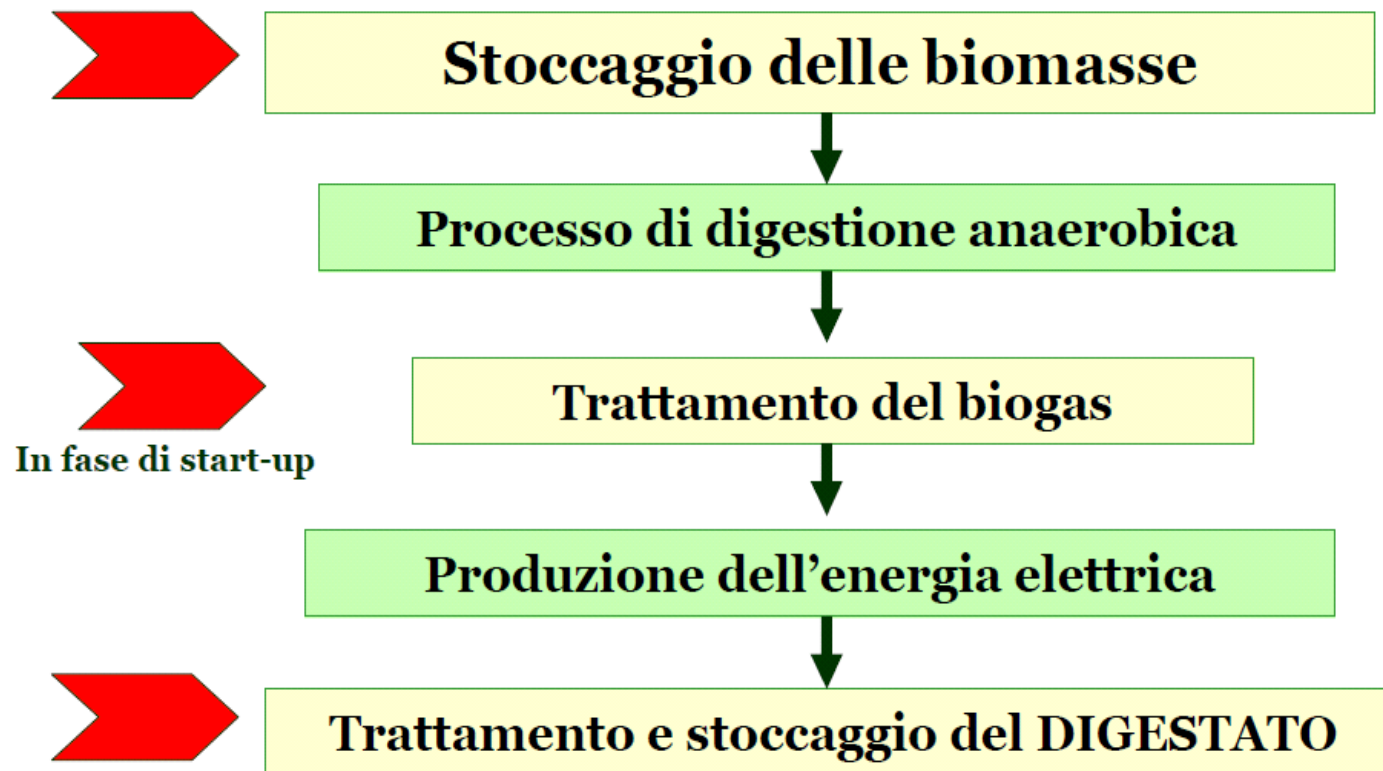 Stoccaggio delle biomasse
Processo di digestione anaerobica
Trattamento del biogas
In fase di start-up
Produzione dell'energia elettrica
Trattamento e stoccaggio del DIGESTATO